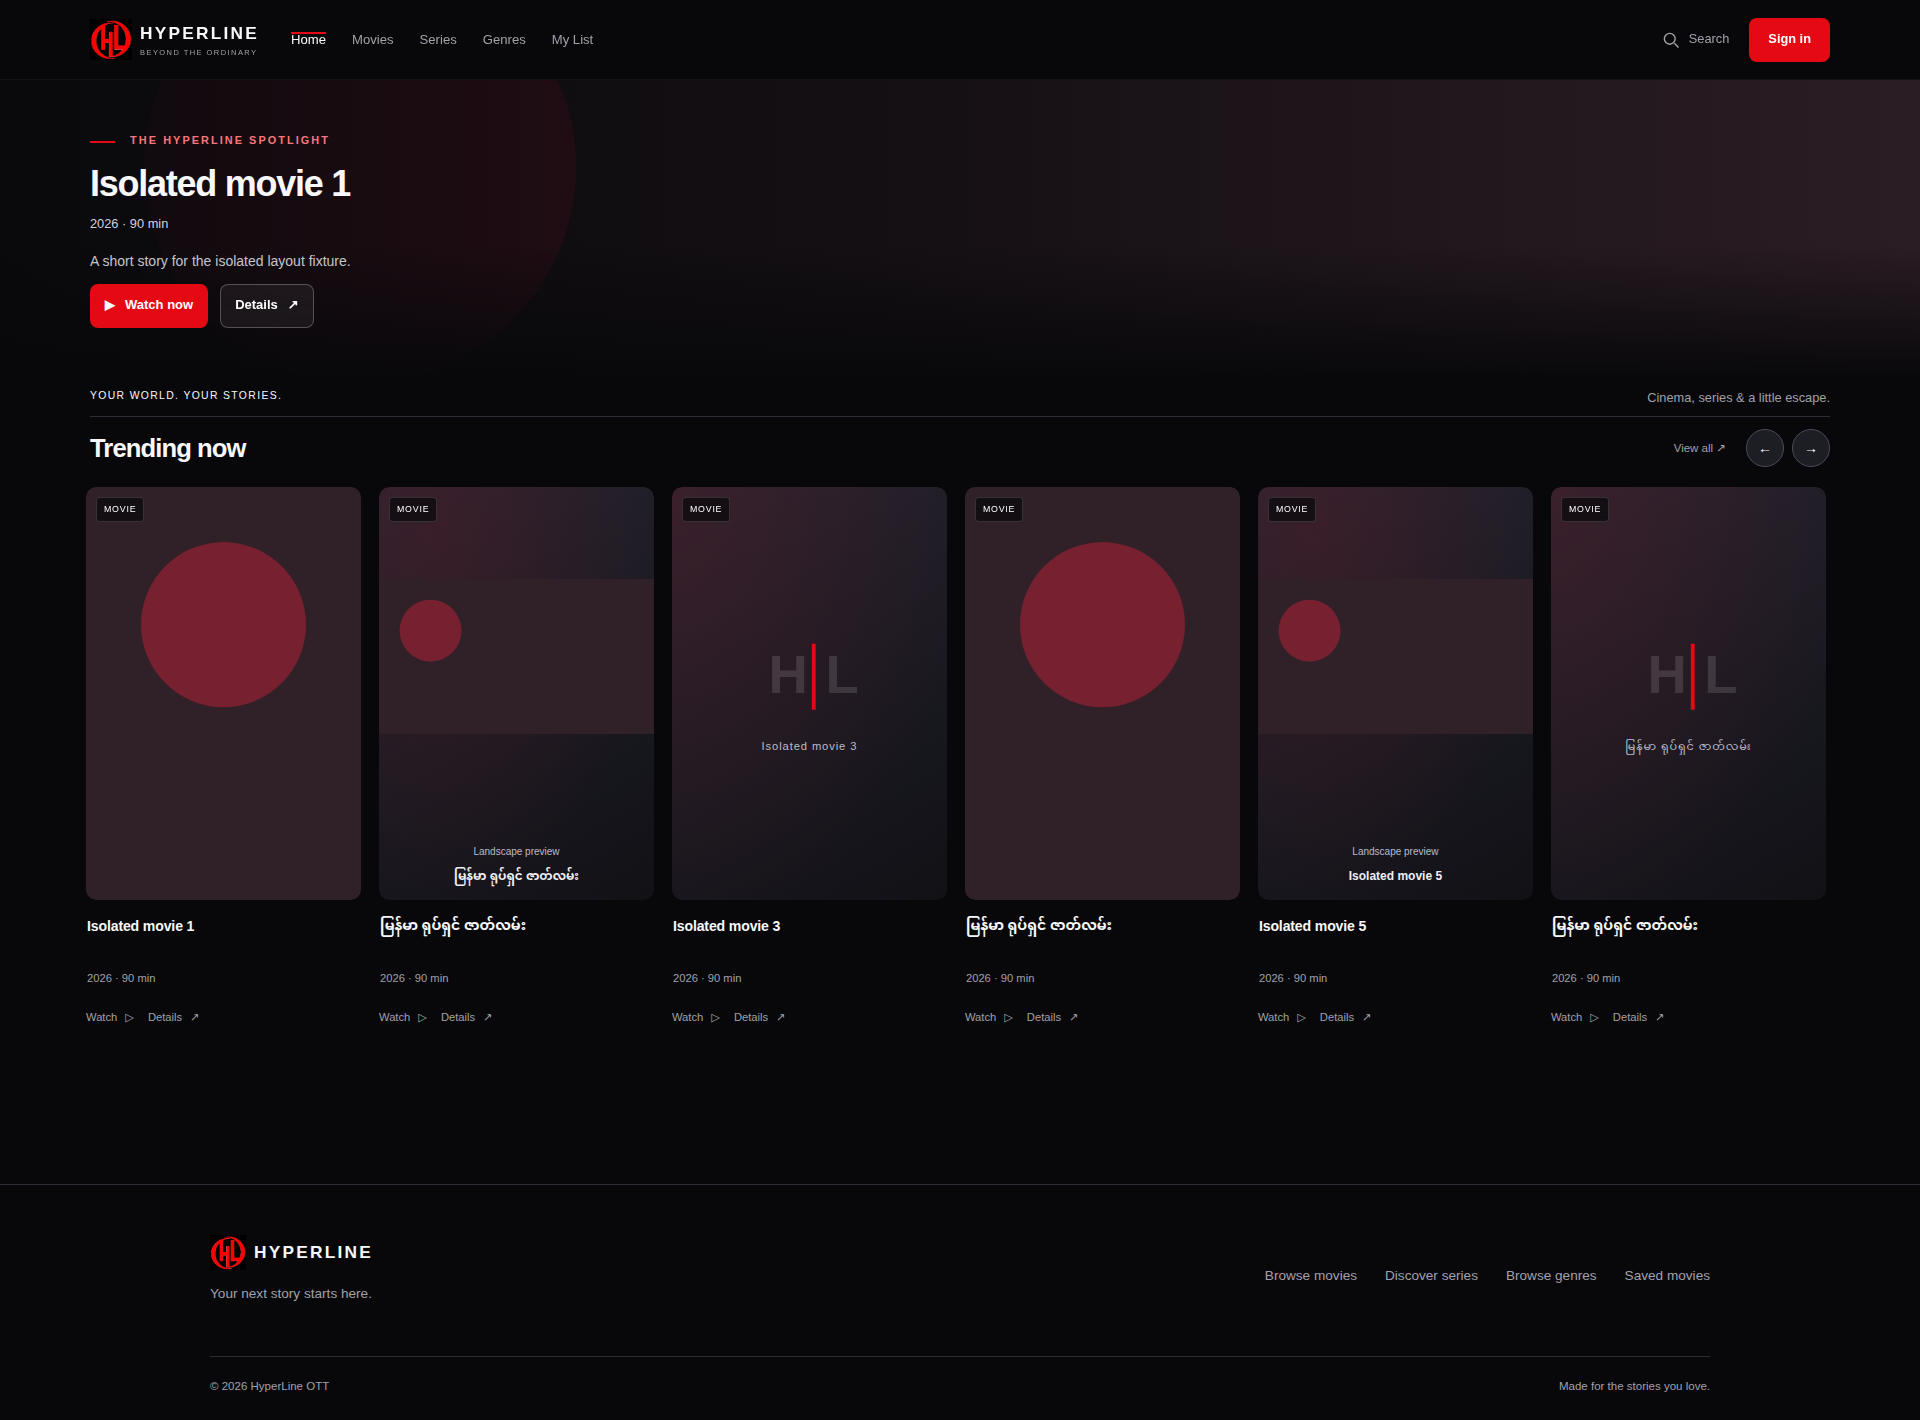 HYPERLINE
BEYOND THE ORDINARY
Home Movies Series Genres My List
Search
Sign in
THE HYPERLINE SPOTLIGHT
Isolated movie 1
2026 · 90 min
A short story for the isolated layout fixture.
▶ Watch now
Details ↗
YOUR WORLD. YOUR STORIES.
Cinema, series & a little escape.
Trending now
View all ↗ ← →
MOVIE
MOVIE
MOVIE
MOVIE
MOVIE
MOVIE
H|L
Isolated movie 3
H|L
မြန်မာ ရုပ်ရှင် ဇာတ်လမ်း
Landscape preview
မြန်မာ ရုပ်ရှင် ဇာတ်လမ်း
Landscape preview
Isolated movie 5
Isolated movie 1
မြန်မာ ရုပ်ရှင် ဇာတ်လမ်း
Isolated movie 3
မြန်မာ ရုပ်ရှင် ဇာတ်လမ်း
Isolated movie 5
မြန်မာ ရုပ်ရှင် ဇာတ်လမ်း
2026 · 90 min
2026 · 90 min
2026 · 90 min
2026 · 90 min
2026 · 90 min
2026 · 90 min
Watch ▷ Details ↗
Watch ▷ Details ↗
Watch ▷ Details ↗
Watch ▷ Details ↗
Watch ▷ Details ↗
Watch ▷ Details ↗
HYPERLINE
Your next story starts here.
Browse movies Discover series Browse genres Saved movies
© 2026 HyperLine OTT
Made for the stories you love.